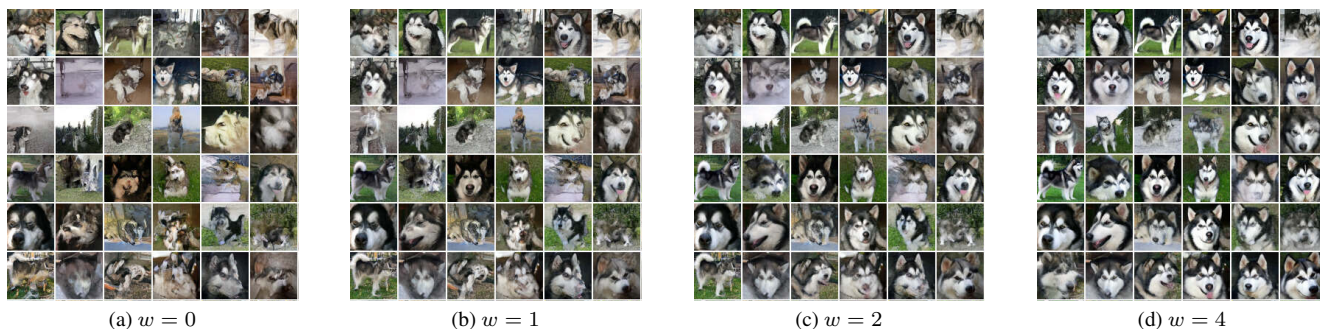 (a) w = 0
(b) w = 1
(c) w = 2
(d) w = 4